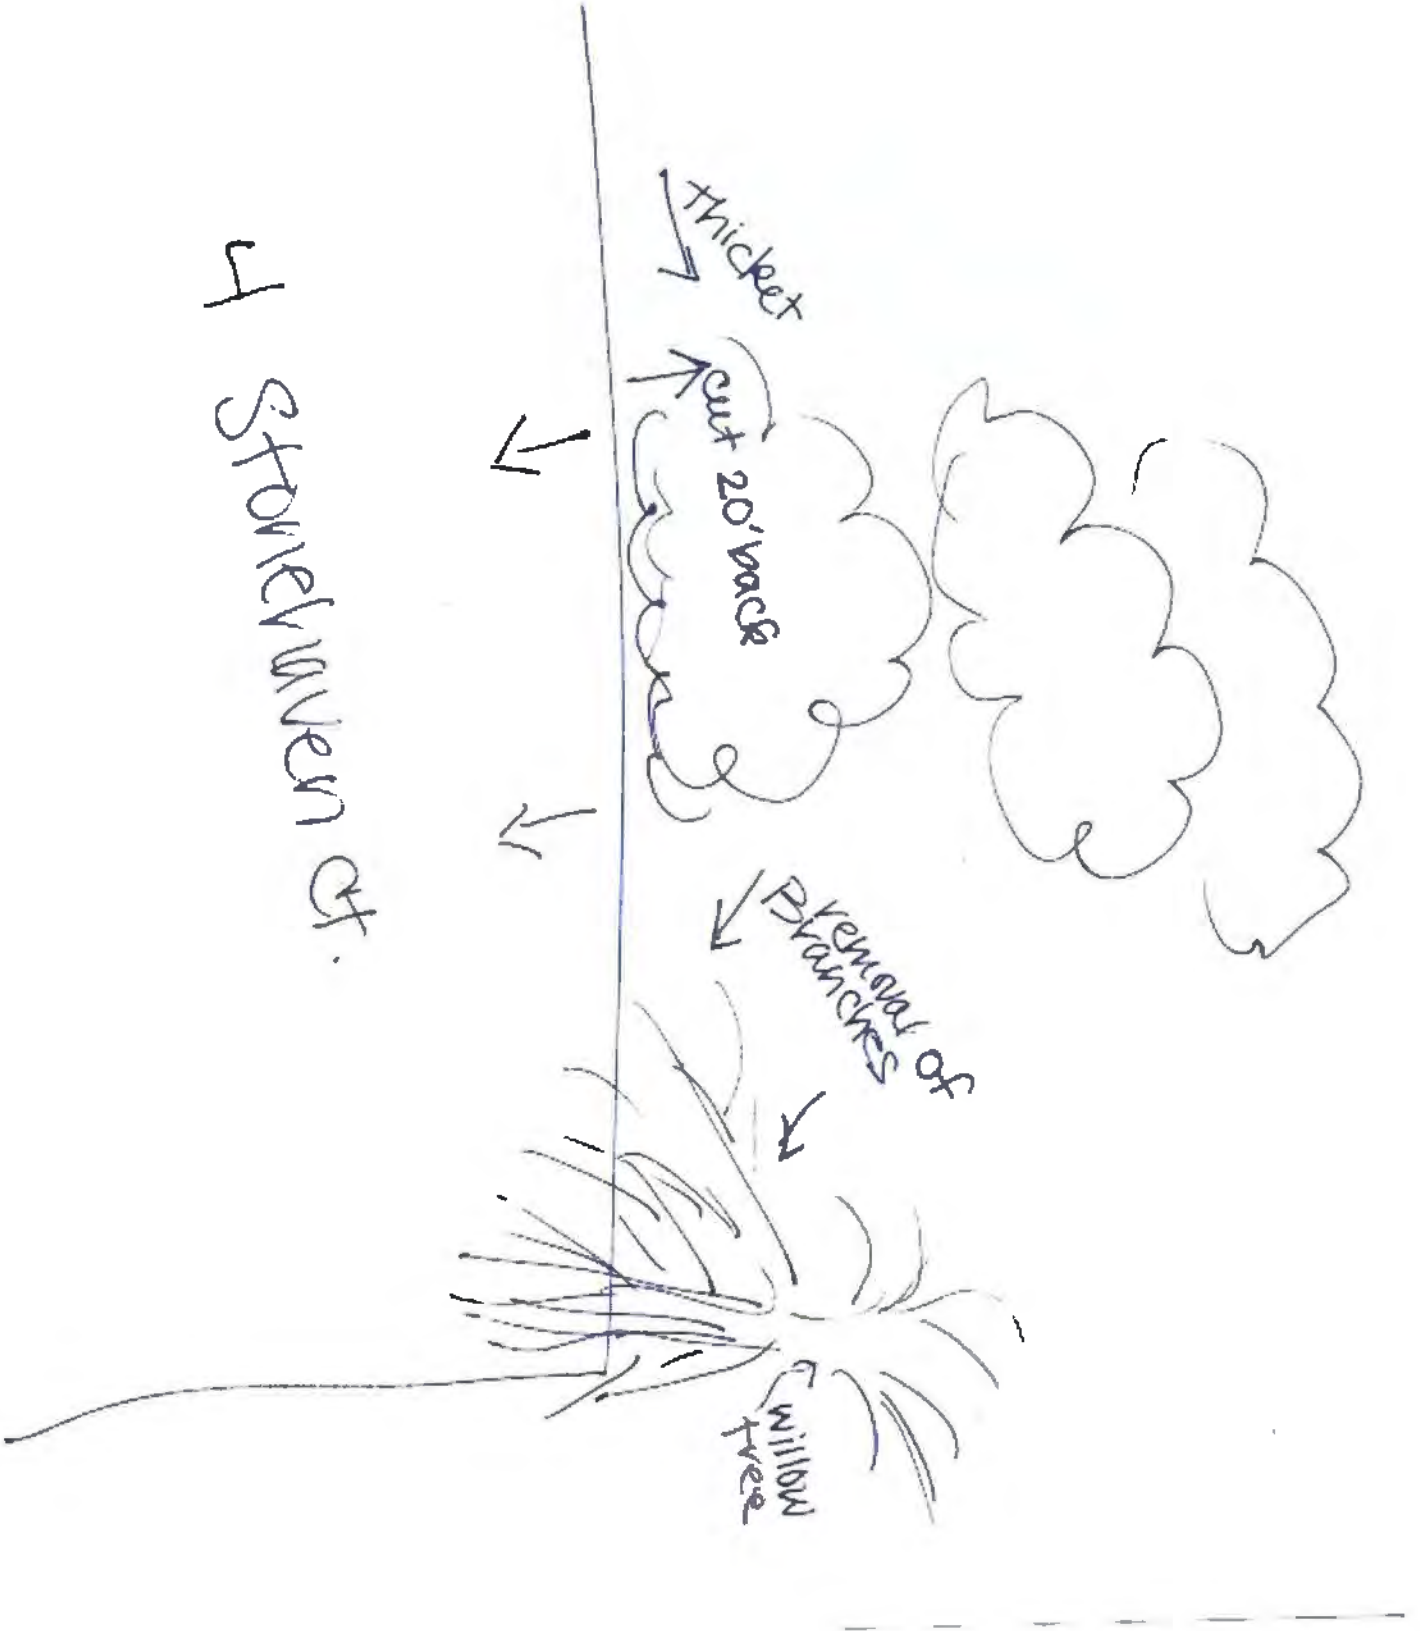 thicket
cut 20' back
removal of
Branches
willow
tree
4 Stonehaven Ct.